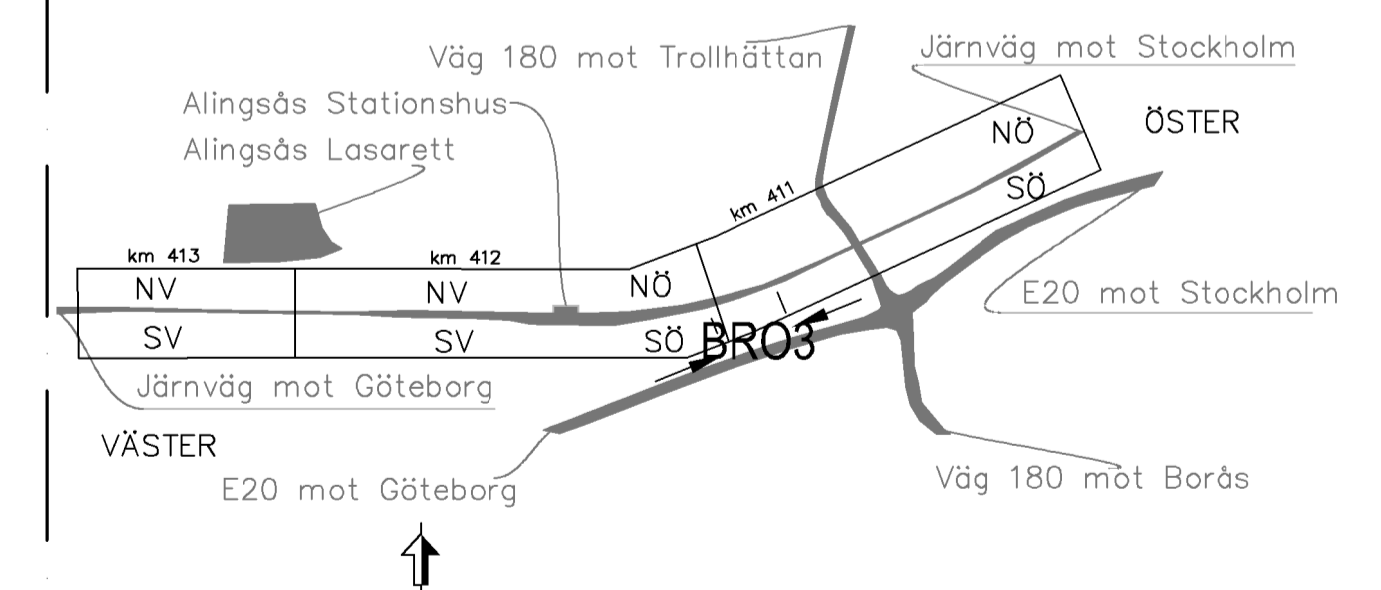 Väg 180 mot Trollhättan
Järnväg mot Stockholm
Alingsås Stationshus
ÖSTER
NÖ
Alingsås Lasarett
SÖ
km 411
km 413
km 412
NV
NV
NÖ
E20 mot Stockholm
SV
SV
SÖ
BRO3
Järnväg mot Göteborg
VÄSTER
Väg 180 mot Borås
E20 mot Göteborg